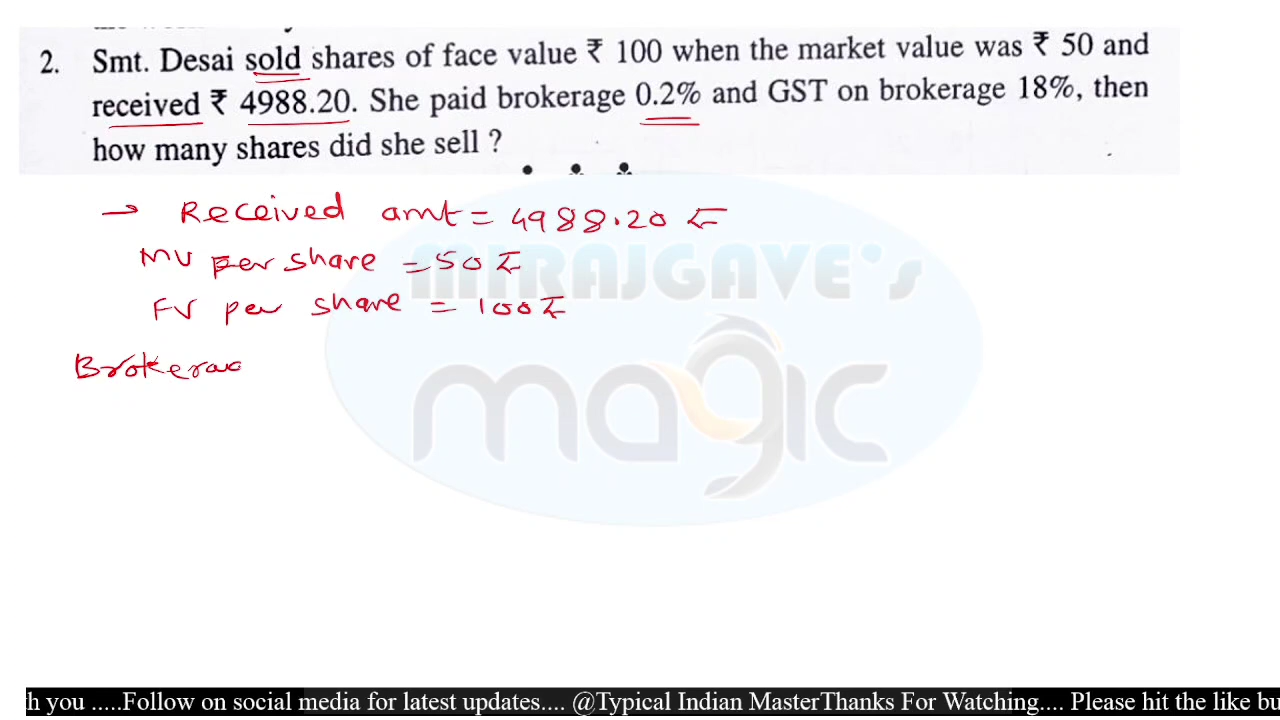 2. Smt. Desai sold shares of face value ₹ 100 when the market value was ₹ 50 and
received ₹ 4988.20. She paid brokerage 0.2% and GST on brokerage 18%, then
how many shares did she sell ?
→ Received amt = 4988.20 ₹
MV per share = 50 ₹
FV per share = 100 ₹
MIRAJGAVE's
magic
h you .....Follow on social media for latest updates.... @Typical Indian MasterThanks For Watching.... Please hit the like bu